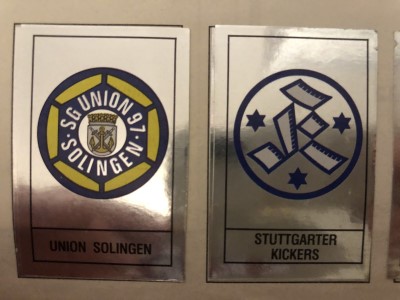 SG UNION 97
SOLINGEN
UNION SOLINGEN
K
STUTTGARTER
KICKERS